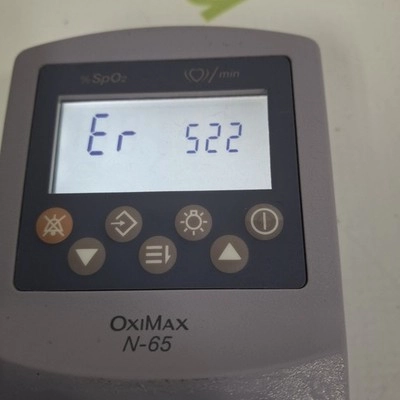 %SpO2 /min
Er 522
OXIMAX
N-65